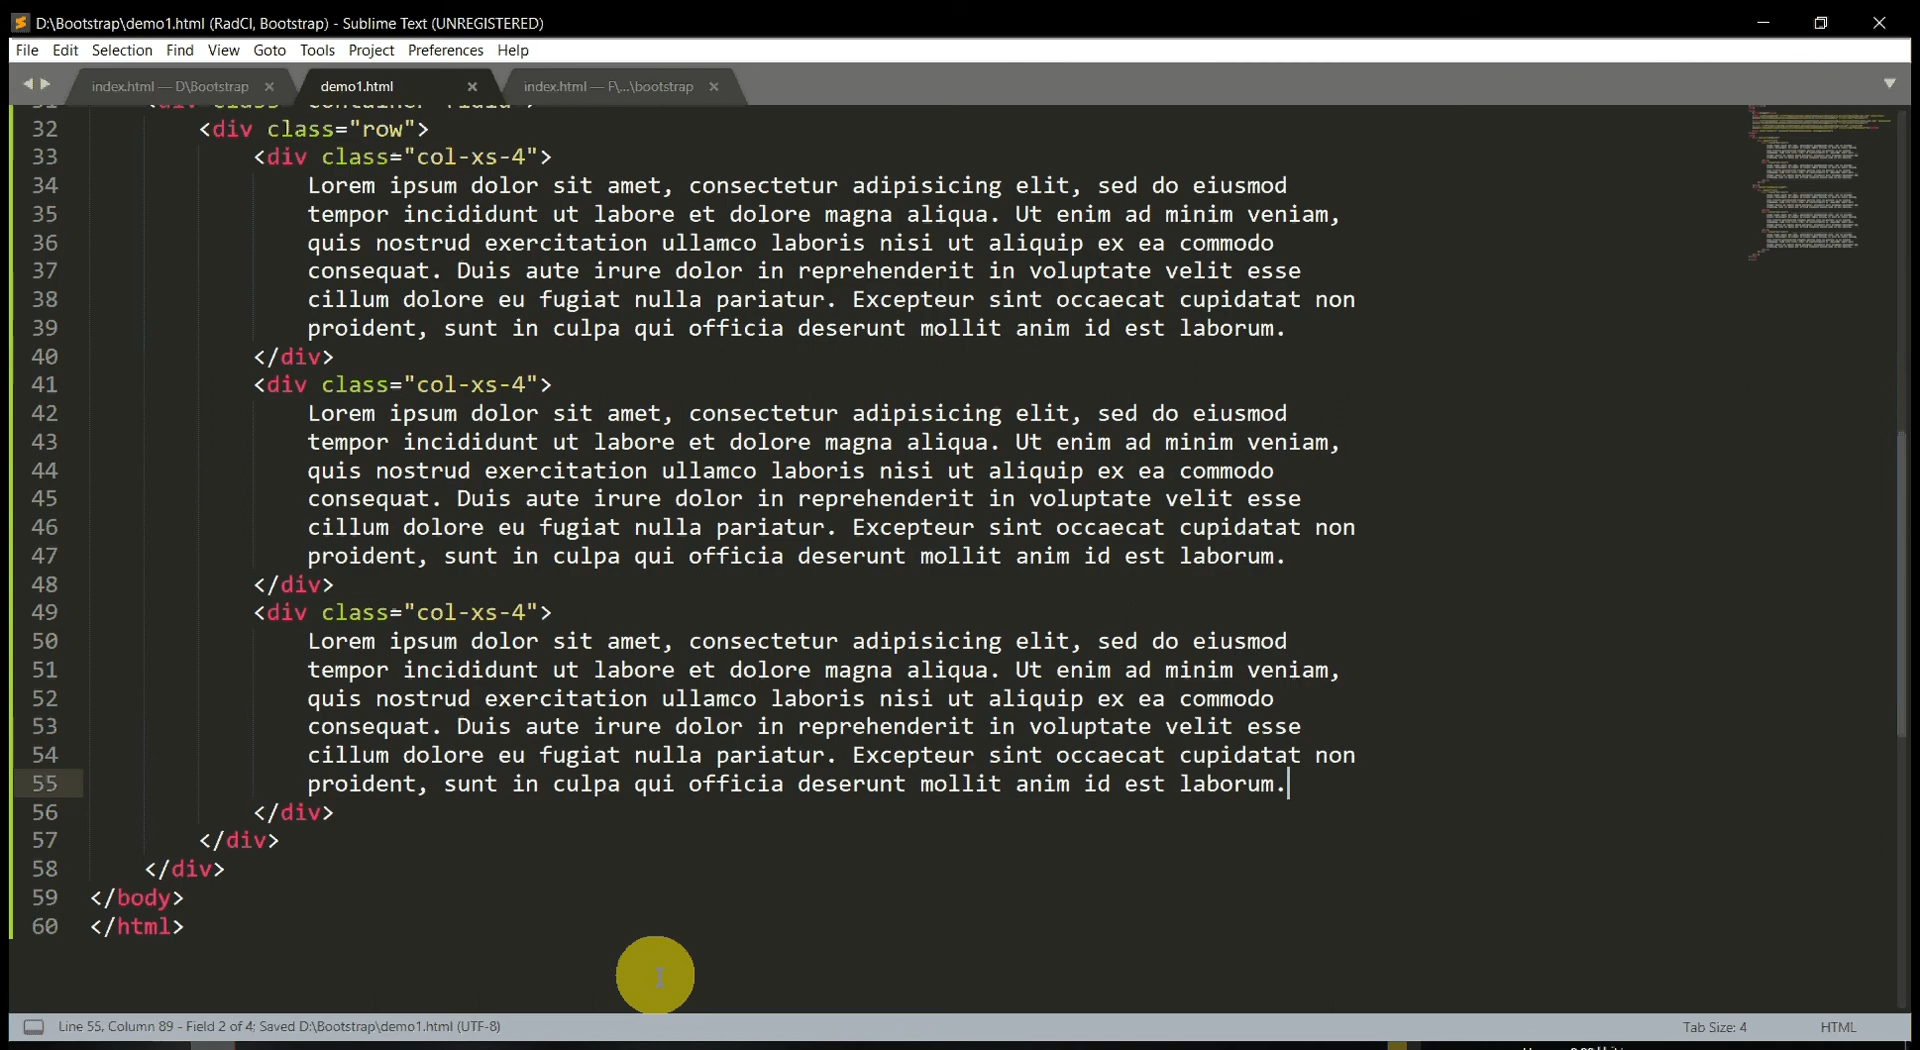 D:\Bootstrap\demo1.html (RadCl, Bootstrap) - Sublime Text (UNREGISTERED)
File Edit Selection Find View Goto Tools Project Preferences Help
index.html — D\Bootstrap demo1.html index.html — F\...\bootstrap
32 <div class="row">
33 <div class="col-xs-4">
34 Lorem ipsum dolor sit amet, consectetur adipisicing elit, sed do eiusmod
35 tempor incididunt ut labore et dolore magna aliqua. Ut enim ad minim veniam,
36 quis nostrud exercitation ullamco laboris nisi ut aliquip ex ea commodo
37 consequat. Duis aute irure dolor in reprehenderit in voluptate velit esse
38 cillum dolore eu fugiat nulla pariatur. Excepteur sint occaecat cupidatat non
39 proident, sunt in culpa qui officia deserunt mollit anim id est laborum.
40 </div>
41 <div class="col-xs-4">
42 Lorem ipsum dolor sit amet, consectetur adipisicing elit, sed do eiusmod
43 tempor incididunt ut labore et dolore magna aliqua. Ut enim ad minim veniam,
44 quis nostrud exercitation ullamco laboris nisi ut aliquip ex ea commodo
45 consequat. Duis aute irure dolor in reprehenderit in voluptate velit esse
46 cillum dolore eu fugiat nulla pariatur. Excepteur sint occaecat cupidatat non
47 proident, sunt in culpa qui officia deserunt mollit anim id est laborum.
48 </div>
49 <div class="col-xs-4">
50 Lorem ipsum dolor sit amet, consectetur adipisicing elit, sed do eiusmod
51 tempor incididunt ut labore et dolore magna aliqua. Ut enim ad minim veniam,
52 quis nostrud exercitation ullamco laboris nisi ut aliquip ex ea commodo
53 consequat. Duis aute irure dolor in reprehenderit in voluptate velit esse
54 cillum dolore eu fugiat nulla pariatur. Excepteur sint occaecat cupidatat non
55 proident, sunt in culpa qui officia deserunt mollit anim id est laborum.
56 </div>
57 </div>
58 </div>
59 </body>
60 </html>
Line 55, Column 89 - Field 2 of 4; Saved D:\Bootstrap\demo1.html (UTF-8) Tab Size: 4 HTML